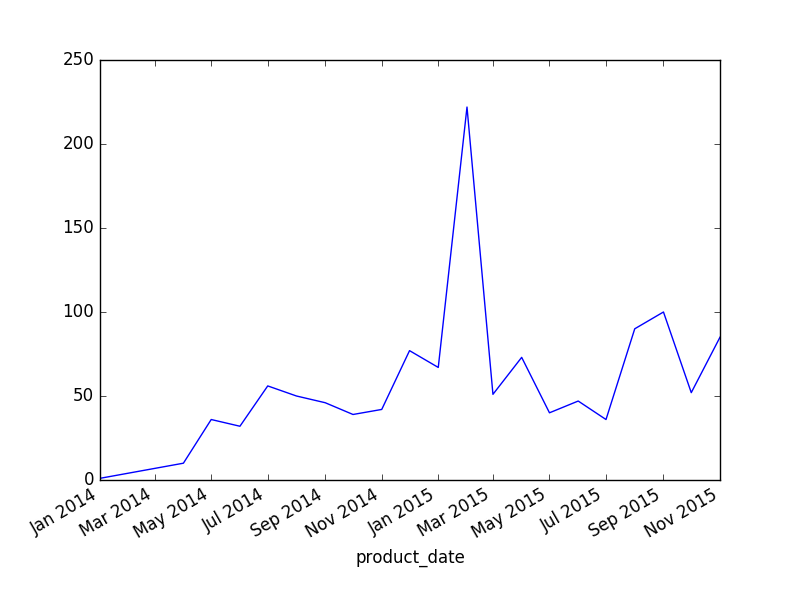 250
200
150
100
50
0
Jan 2014
Mar 2014
May 2014
Jul 2014
Sep 2014
Nov 2014
Jan 2015
Mar 2015
May 2015
Jul 2015
Sep 2015
Nov 2015
product_date